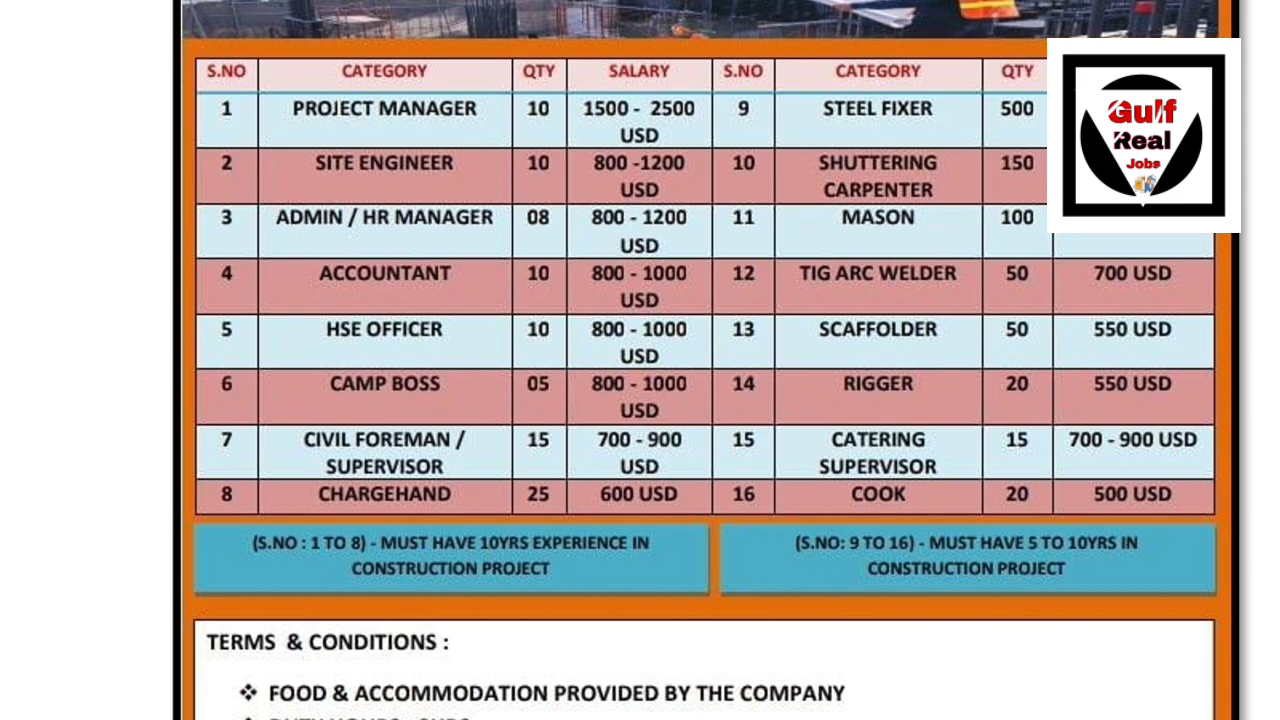 S.NO CATEGORY QTY SALARY S.NO CATEGORY QTY
1 PROJECT MANAGER 10 1500 - 2500 9 STEEL FIXER 500
USD
2 SITE ENGINEER 10 800 -1200 10 SHUTTERING 150
USD CARPENTER
3 ADMIN / HR MANAGER 08 800 - 1200 11 MASON 100
USD
4 ACCOUNTANT 10 800 - 1000 12 TIG ARC WELDER 50 700 USD
USD
5 HSE OFFICER 10 800 - 1000 13 SCAFFOLDER 50 550 USD
USD
6 CAMP BOSS 05 800 - 1000 14 RIGGER 20 550 USD
USD
7 CIVIL FOREMAN / 15 700 - 900 15 CATERING 15 700 - 900 USD
SUPERVISOR USD SUPERVISOR
8 CHARGEHAND 25 600 USD 16 COOK 20 500 USD
Gulf
Real
Jobs
(S.NO : 1 TO 8) - MUST HAVE 10YRS EXPERIENCE IN
CONSTRUCTION PROJECT
(S.NO: 9 TO 16) - MUST HAVE 5 TO 10YRS IN
CONSTRUCTION PROJECT
TERMS & CONDITIONS :
❖ FOOD & ACCOMMODATION PROVIDED BY THE COMPANY